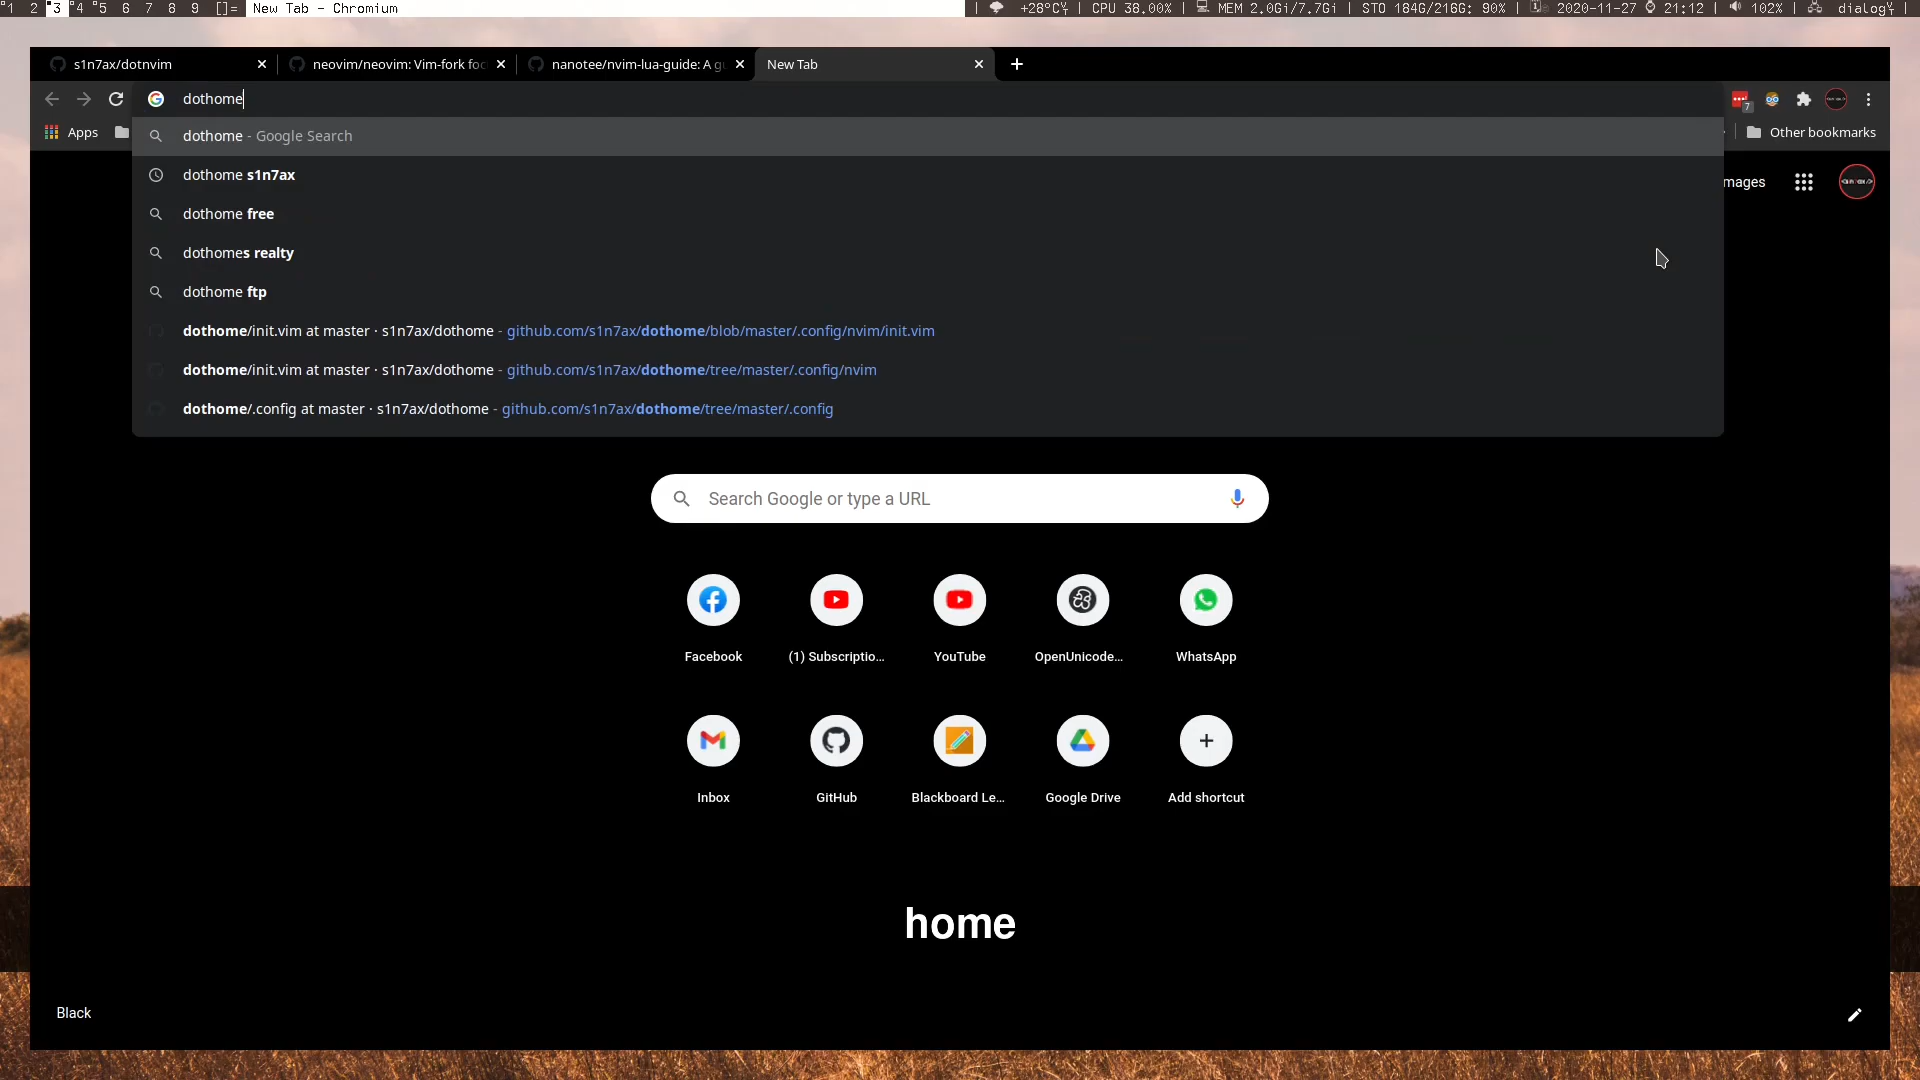 1 2 3 4 5 6 7 8 9 []= New Tab - Chromium | +28°C | CPU 38.00% | MEM 2.0Gi/7.7Gi | STO 184G/216G: 90% | 2020-11-27 21:12 | 102% | dialog |
s1n7ax/dotnvim neovim/neovim: Vim-fork foc nanotee/nvim-lua-guide: A gu New Tab
dothome
7
Apps
Other bookmarks
dothome - Google Search
dothome s1n7ax
mages
dothome free
dothomes realty
dothome ftp
dothome/init.vim at master · s1n7ax/dothome - github.com/s1n7ax/dothome/blob/master/.config/nvim/init.vim
dothome/init.vim at master · s1n7ax/dothome - github.com/s1n7ax/dothome/tree/master/.config/nvim
dothome/.config at master · s1n7ax/dothome - github.com/s1n7ax/dothome/tree/master/.config
Search Google or type a URL
Facebook (1) Subscriptio... YouTube OpenUnicode... WhatsApp
Inbox GitHub Blackboard Le... Google Drive Add shortcut
home
Black